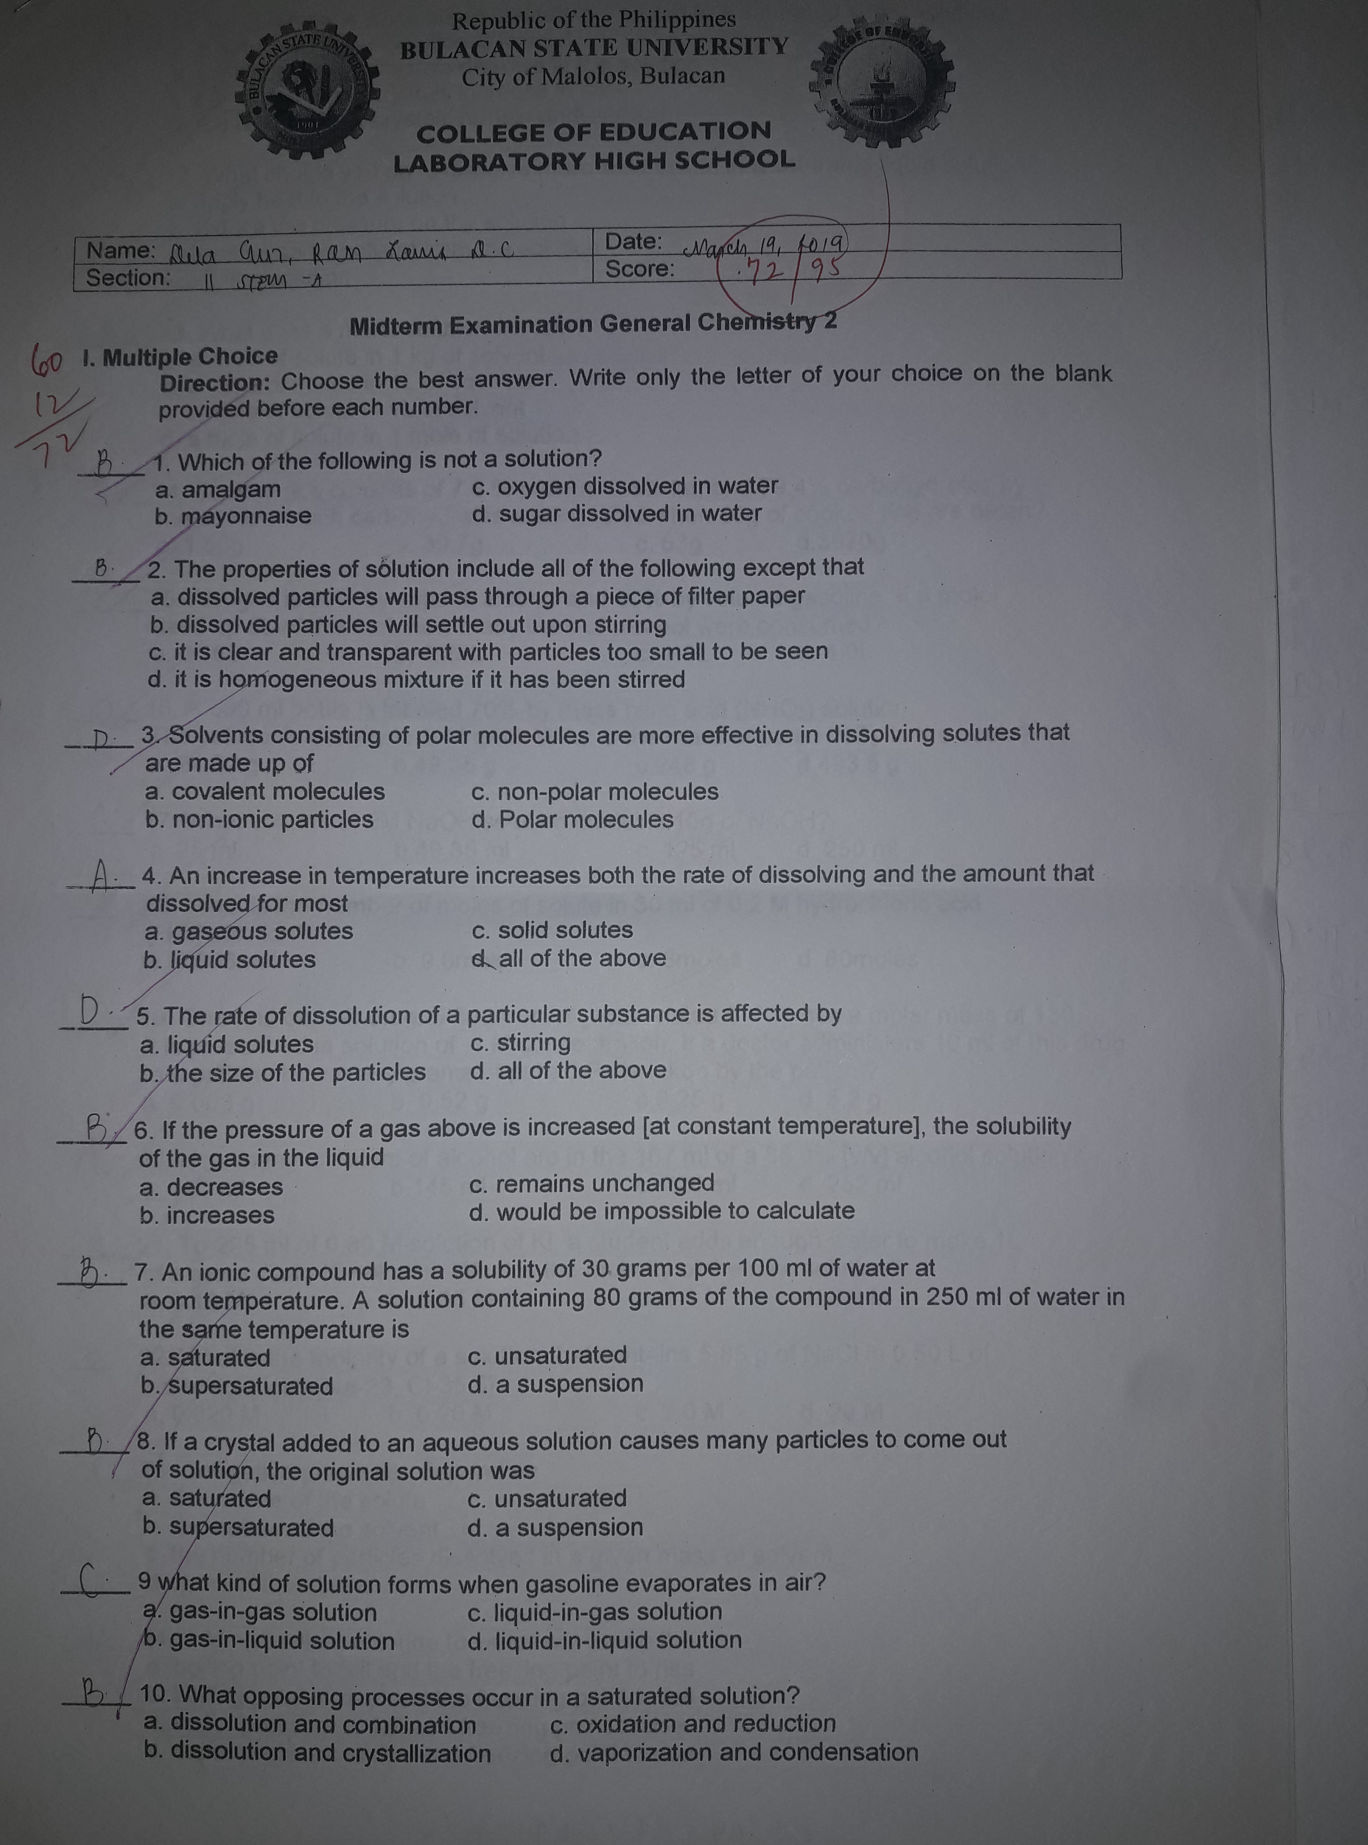 Republic of the Philippines
BULACAN STATE UNIVERSITY
City of Malolos, Bulacan
COLLEGE OF EDUCATION
LABORATORY HIGH SCHOOL
BULACAN STATE UNIVERSITY
1904
Name: Dela Cruz, Ran Louis D.C
Date: March 19, 2019
Section: 11 STEM -A
Score: 72/95
Midterm Examination General Chemistry 2
60
12
72
I. Multiple Choice
Direction: Choose the best answer. Write only the letter of your choice on the blank
provided before each number.
B. 1. Which of the following is not a solution?
a. amalgam c. oxygen dissolved in water
b. mayonnaise d. sugar dissolved in water
B. 2. The properties of solution include all of the following except that
a. dissolved particles will pass through a piece of filter paper
b. dissolved particles will settle out upon stirring
c. it is clear and transparent with particles too small to be seen
d. it is homogeneous mixture if it has been stirred
D. 3. Solvents consisting of polar molecules are more effective in dissolving solutes that
are made up of
a. covalent molecules c. non-polar molecules
b. non-ionic particles d. Polar molecules
A. 4. An increase in temperature increases both the rate of dissolving and the amount that
dissolved for most
a. gaseous solutes c. solid solutes
b. liquid solutes d. all of the above
D. 5. The rate of dissolution of a particular substance is affected by
a. liquid solutes c. stirring
b. the size of the particles d. all of the above
B. 6. If the pressure of a gas above is increased [at constant temperature], the solubility
of the gas in the liquid
a. decreases c. remains unchanged
b. increases d. would be impossible to calculate
B. 7. An ionic compound has a solubility of 30 grams per 100 ml of water at
room temperature. A solution containing 80 grams of the compound in 250 ml of water in
the same temperature is
a. saturated c. unsaturated
b. supersaturated d. a suspension
B. 8. If a crystal added to an aqueous solution causes many particles to come out
of solution, the original solution was
a. saturated c. unsaturated
b. supersaturated d. a suspension
C. 9 what kind of solution forms when gasoline evaporates in air?
a. gas-in-gas solution c. liquid-in-gas solution
b. gas-in-liquid solution d. liquid-in-liquid solution
B. 10. What opposing processes occur in a saturated solution?
a. dissolution and combination c. oxidation and reduction
b. dissolution and crystallization d. vaporization and condensation